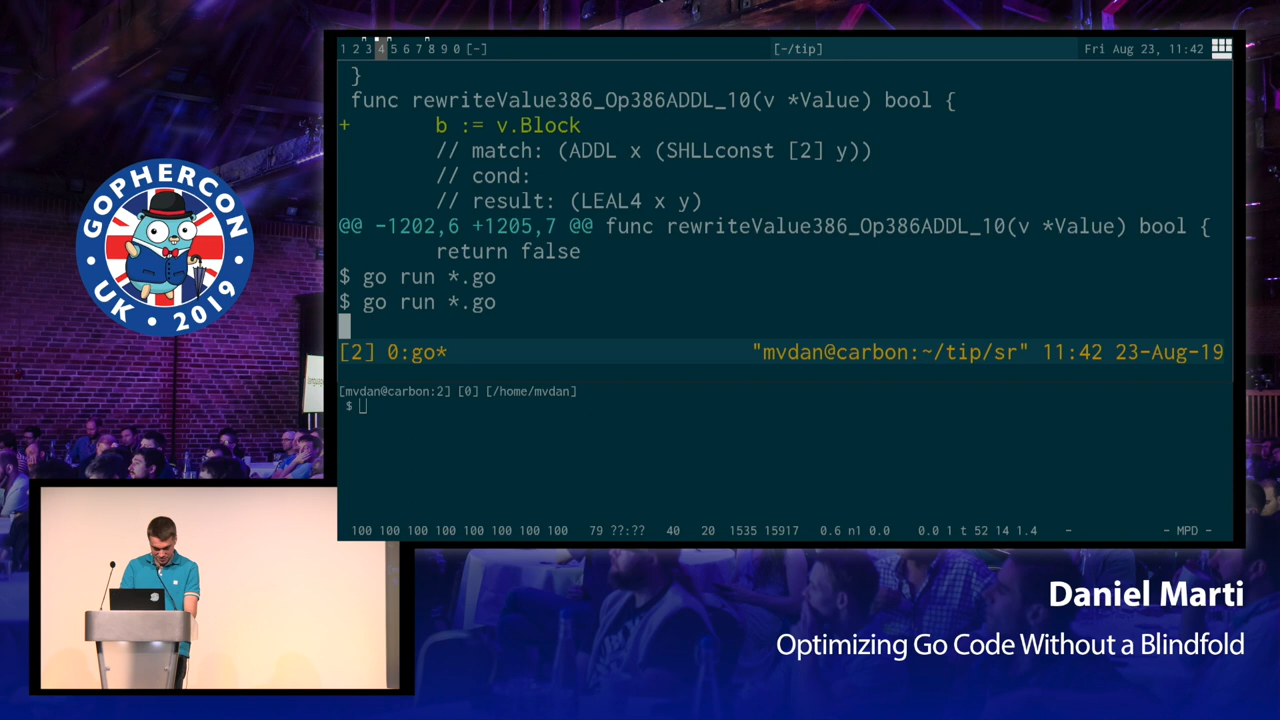 GOPHERCON
UK • 2019
1 2 3 4 5 6 7 8 9 0 [-]
[~/tip]
Fri Aug 23, 11:42
}
func rewriteValue386_Op386ADDL_10(v *Value) bool {
+ b := v.Block
// match: (ADDL x (SHLLconst [2] y))
// cond:
// result: (LEAL4 x y)
@@ -1202,6 +1205,7 @@ func rewriteValue386_Op386ADDL_10(v *Value) bool {
return false
$ go run *.go
$ go run *.go
[2] 0:go*
"mvdan@carbon:~/tip/sr" 11:42 23-Aug-19
[mvdan@carbon:2] [0] [/home/mvdan]
$
100 100 100 100 100 100 100 100 79 ??:?? 40 20 1535 15917 0.6 n1 0.0 0.0 1 t 52 14 1.4 - - MPD -
Daniel Marti
Optimizing Go Code Without a Blindfold